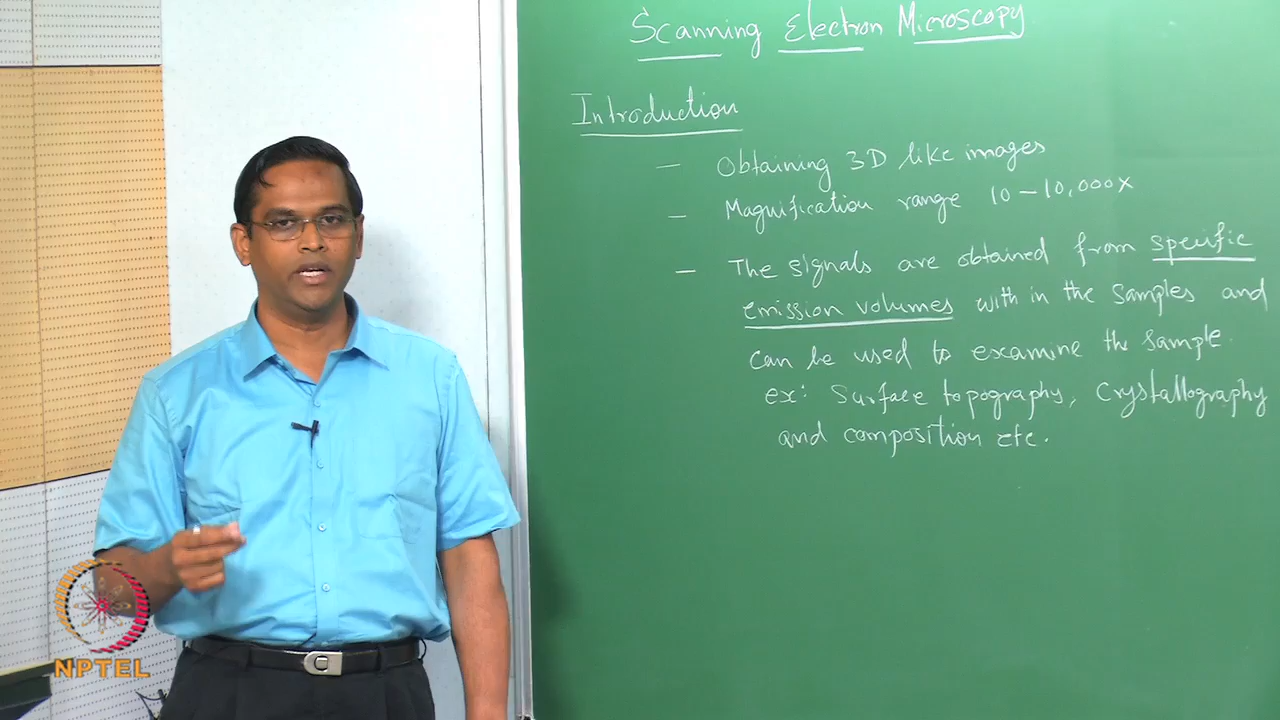 Scanning Electron Microscopy
Introduction
- Obtaining 3D like images
- Magnification range 10-10,000x
- The signals are obtained from specific
emission volumes with in the samples and
can be used to examine the sample.
ex: Surface topography, Crystallography
and composition etc.
NPTEL